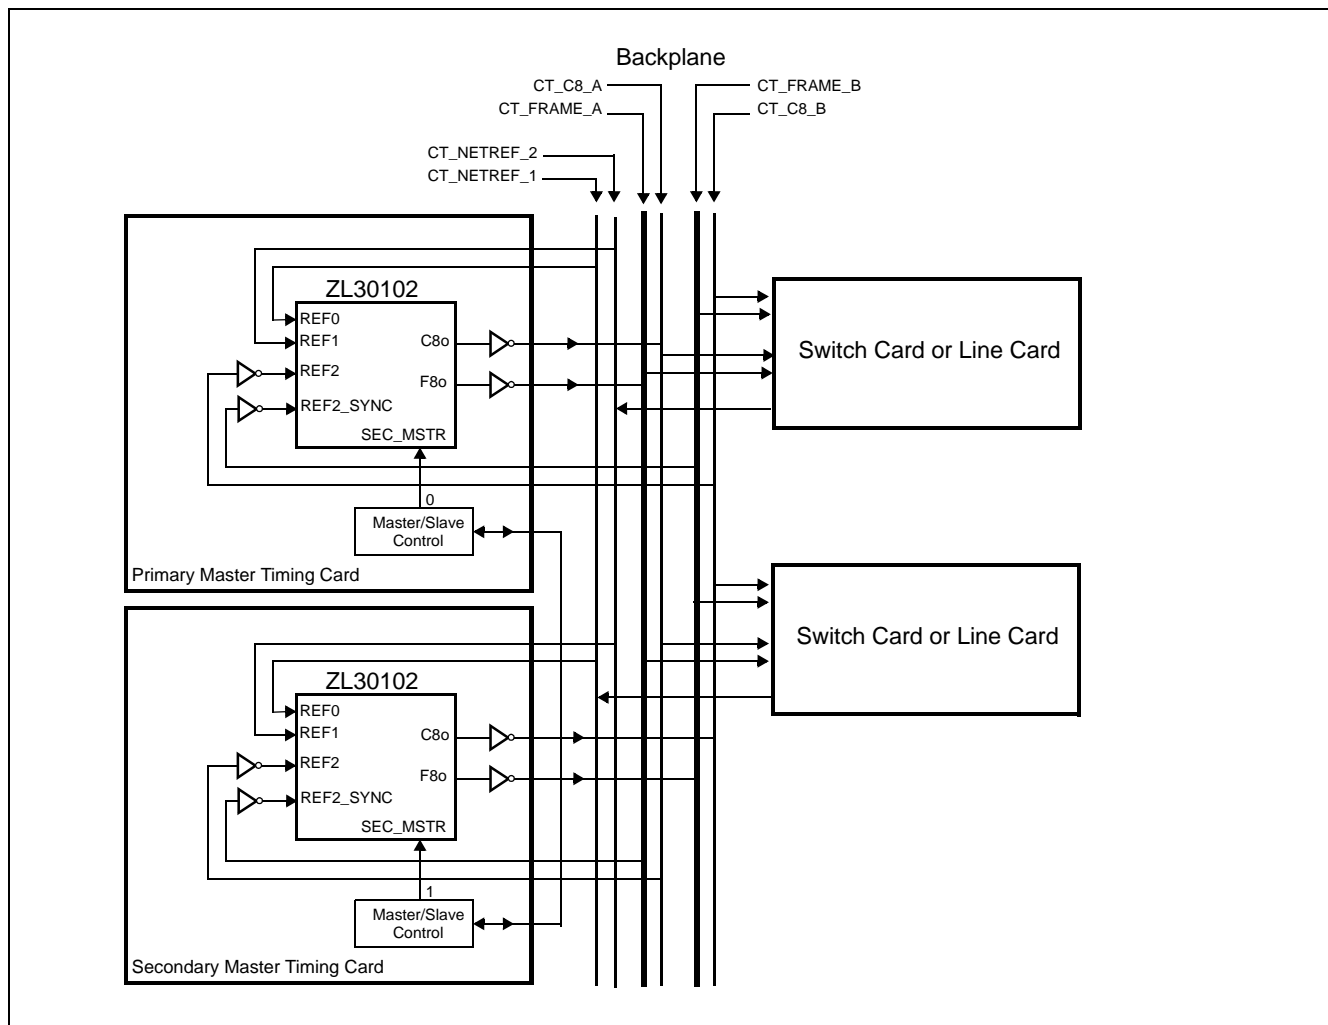 Backplane
CT_C8_A
CT_FRAME_B
CT_FRAME_A
CT_C8_B
CT_NETREF_2
CT_NETREF_1
ZL30102
REF0
REF1
C8o
REF2
F8o
REF2_SYNC
SEC_MSTR
0
Master/Slave
Control
Primary Master Timing Card
Switch Card or Line Card
ZL30102
REF0
REF1
C8o
REF2
F8o
REF2_SYNC
SEC_MSTR
1
Master/Slave
Control
Secondary Master Timing Card
Switch Card or Line Card